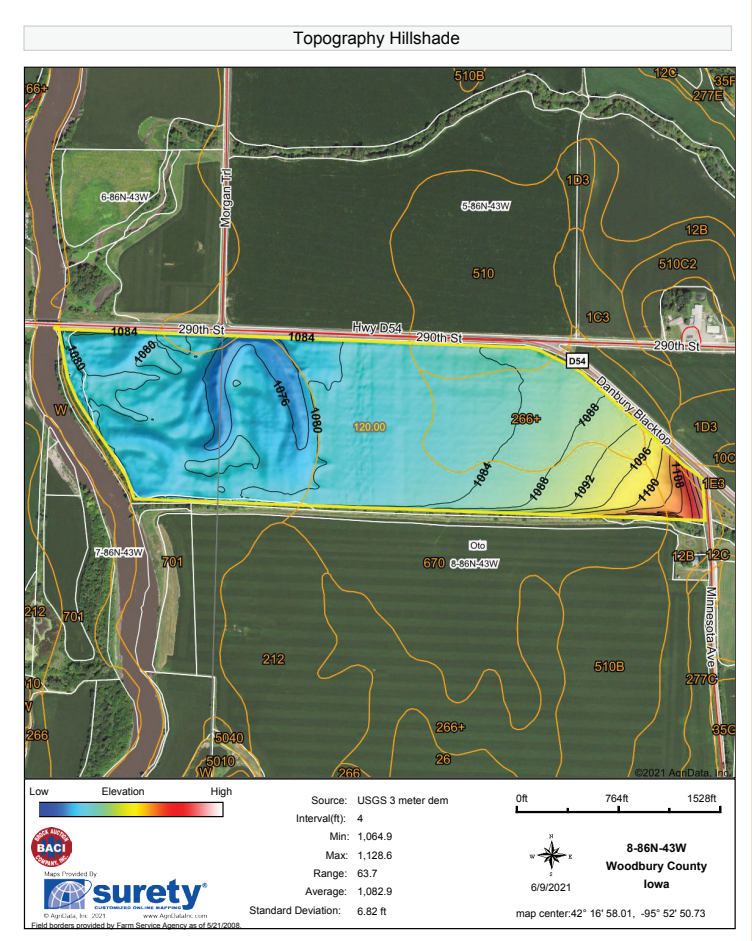 Topography Hillshade
66+
510B
12C
35F
277E
Morgan Trl
6-86N-43W
5-86N-43W
1D3
12B
510C2
510
1C3
1084
290th St
1084
Hwy D54
290th St
290th St
1080
1080
D54
Danbury Blacktop
W
1076
1080
120.00
266+
1088
1D3
1096
10C
1084
1088
1092
1100
1108
1E3
7-86N-43W
701
Oto
670
8-86N-43W
12B
12C
Minnesota Ave
212
701
212
510B
277C
10
W
266
5040
5010
W
266+
26
266
35G
©2021 AgriData, Inc.
Low
Elevation
High
Source: USGS 3 meter dem
Interval(ft): 4
Min: 1,064.9
Max: 1,128.6
Range: 63.7
Average: 1,082.9
Standard Deviation: 6.82 ft
0ft
764ft
1528ft
BROCK AUCTION
BACI
COMPANY, INC.
Maps Provided By
surety®
CUSTOMIZED ONLINE MAPPING
© AgriData, Inc 2021
www.AgriDataInc.com
Field borders provided by Farm Service Agency as of 5/21/2008.
N
W
E
S
6/9/2021
8-86N-43W
Woodbury County
Iowa
map center:42° 16' 58.01, -95° 52' 50.73